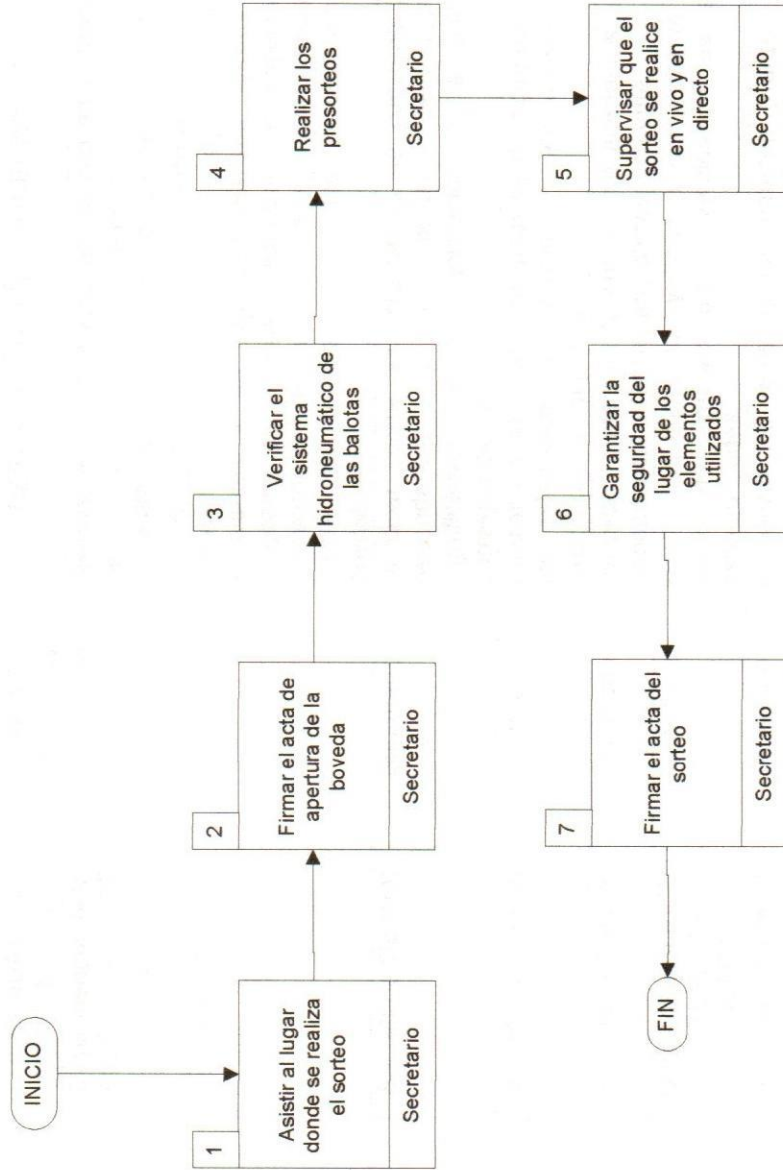 INICIO
1
Asistir al lugar
donde se realiza
el sorteo
Secretario
2
Firmar el acta de
apertura de la
boveda
Secretario
3
Verificar el
sistema
hidroneumático de
las balotas
Secretario
4
Realizar los
presorteos
Secretario
5
Supervisar que el
sorteo se realice
en vivo y en
directo
Secretario
6
Garantizar la
seguridad del
lugar de los
elementos
utilizados
Secretario
7
Firmar el acta del
sorteo
Secretario
FIN